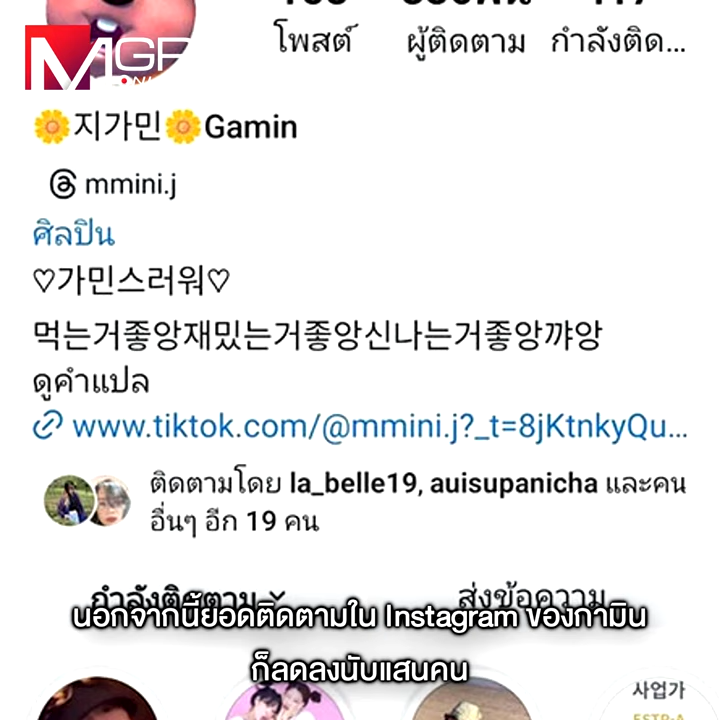 โพสต์ ผู้ติดตาม กำลังติด...
MGR
🌼지가민🌼Gamin
mmini.j
ศิลปิน
♡가민스러워♡
먹는거좋앙재밌는거좋앙신나는거좋앙꺄앙
ดูคำแปล
www.tiktok.com/@mmini.j?_t=8jKtnkyQu...
ติดตามโดย la_belle19, auisupanicha และคน
อื่นๆ อีก 19 คน
กำลังติดตาม ส่งข้อความ
นอกจากนี้ยอดติดตามใน Instagram ของกามิน
ก็ลดลงนับแสนคน
사업가